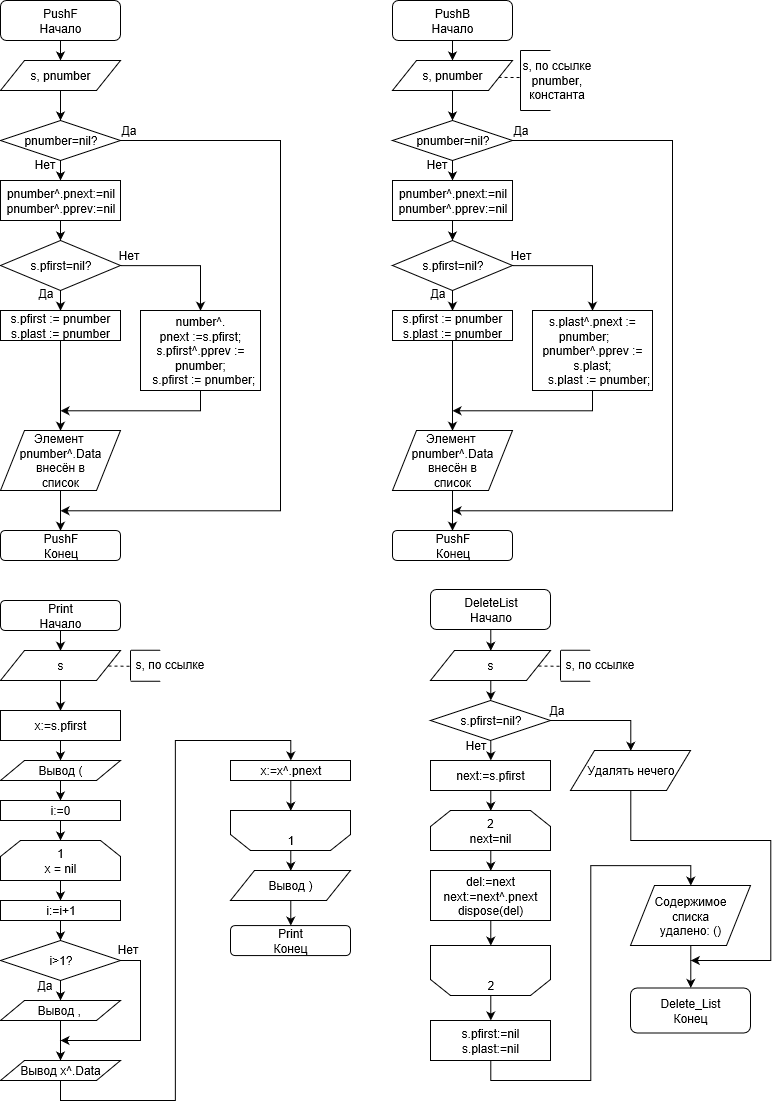 PushF
Начало
s, pnumber
pnumber=nil?
Да
Нет
pnumber^.pnext:=nil
pnumber^.pprev:=nil
s.pfirst=nil?
Нет
Да
s.pfirst := pnumber
s.plast := pnumber
number^.
pnext :=s.pfirst;
s.pfirst^.pprev :=
pnumber;
s.pfirst := pnumber;
Элемент
pnumber^.Data
внесён в
список
PushF
Конец
PushB
Начало
s, pnumber
s, по ссылке
pnumber,
константа
pnumber=nil?
Да
Нет
pnumber^.pnext:=nil
pnumber^.pprev:=nil
s.pfirst=nil?
Нет
Да
s.pfirst := pnumber
s.plast := pnumber
s.plast^.pnext :=
pnumber;
pnumber^.pprev :=
s.plast;
s.plast := pnumber;
Элемент
pnumber^.Data
внесён в
список
PushF
Конец
Print
Начало
s
s, по ссылке
x:=s.pfirst
Вывод (
i:=0
1
x = nil
i:=i+1
i>1?
Нет
Да
Вывод ,
Вывод x^.Data
x:=x^.pnext
1
Вывод )
Print
Конец
DeleteList
Начало
s
s, по ссылке
s.pfirst=nil?
Да
Нет
Удалять нечего
next:=s.pfirst
2
next=nil
del:=next
next:=next^.pnext
dispose(del)
2
s.pfirst:=nil
s.plast:=nil
Содержимое
списка
удалено: ()
Delete_List
Конец